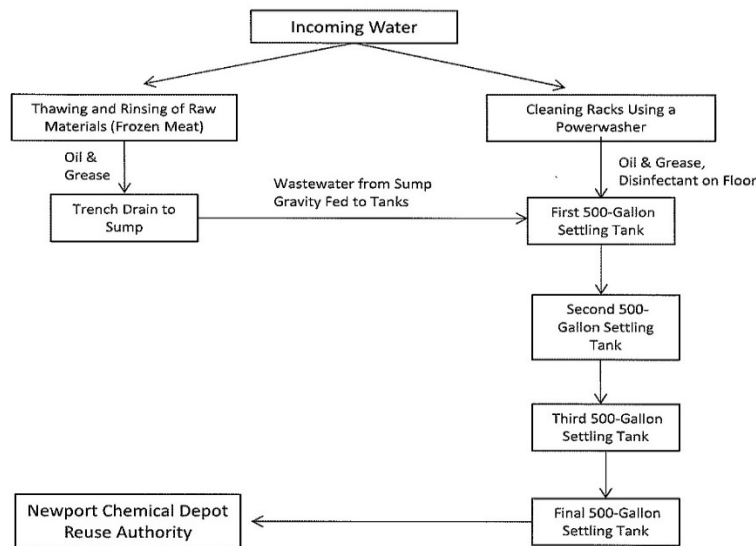 Incoming Water
Thawing and Rinsing of Raw
Materials (Frozen Meat)
Cleaning Racks Using a
Powerwasher
Oil &
Grease
Oil & Grease,
Disinfectant on Floor
Wastewater from Sump
Gravity Fed to Tanks
Trench Drain to
Sump
First 500-Gallon
Settling Tank
Second 500-
Gallon Settling
Tank
Third 500-Gallon
Settling Tank
Newport Chemical Depot
Reuse Authority
Final 500-Gallon
Settling Tank